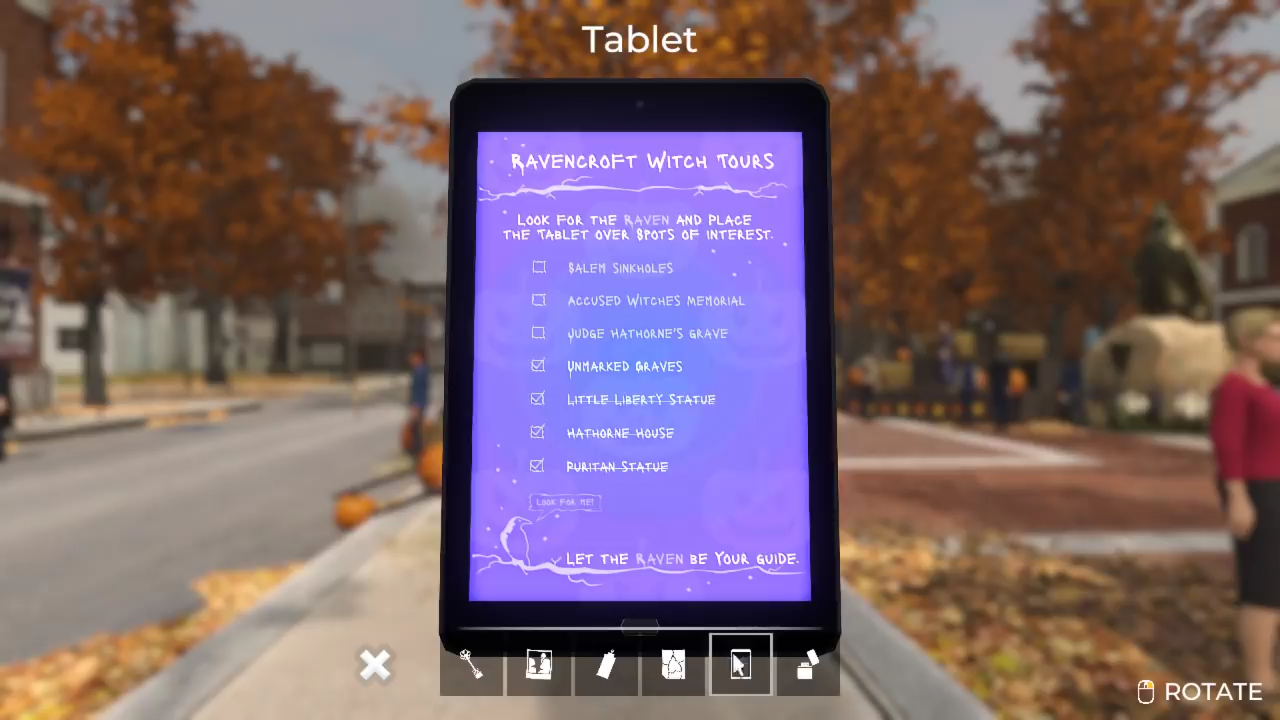 Tablet
RAVENCROFT WITCH TOURS
LOOK FOR THE RAVEN AND PLACE
THE TABLET OVER SPOTS OF INTEREST.
SALEM SINKHOLES
ACCUSED WITCHES MEMORIAL
JUDGE HATHORNE'S GRAVE
UNMARKED GRAVES
LITTLE LIBERTY STATUE
HATHORNE HOUSE
PURITAN STATUE
LOOK FOR ME!
LET THE RAVEN BE YOUR GUIDE.
ROTATE